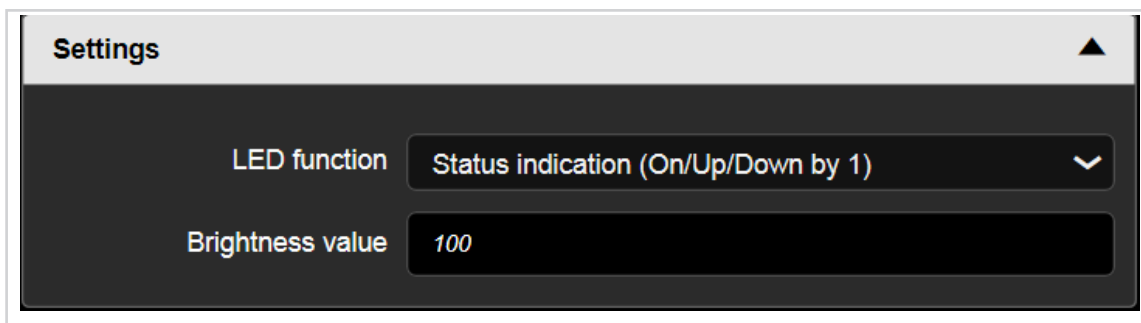 Settings
LED function Status indication (On/Up/Down by 1)
Brightness value 100